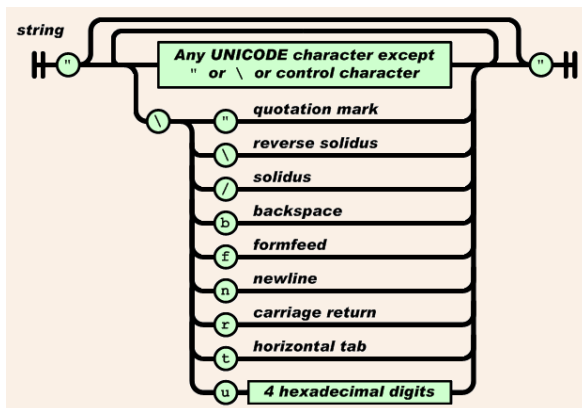 string
" Any UNICODE character except "
" or \ or control character
\ " quotation mark
\ reverse solidus
/ solidus
b backspace
f formfeed
n newline
r carriage return
t horizontal tab
u 4 hexadecimal digits